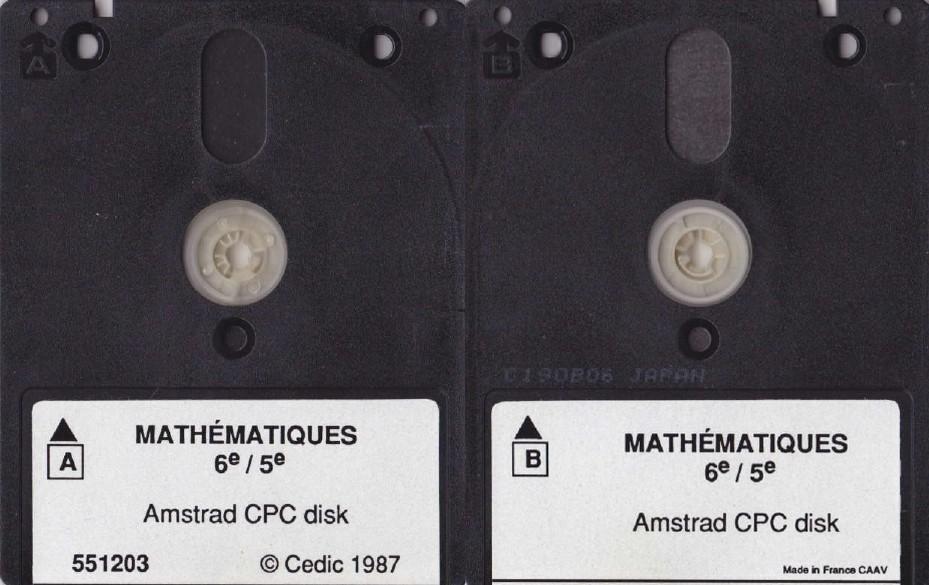 A
MATHÉMATIQUES
6e / 5e
Amstrad CPC disk
A
551203 © Cedic 1987
B
C190B06 JAPAN
MATHÉMATIQUES
6e / 5e
B
Amstrad CPC disk
Made in France CAAV